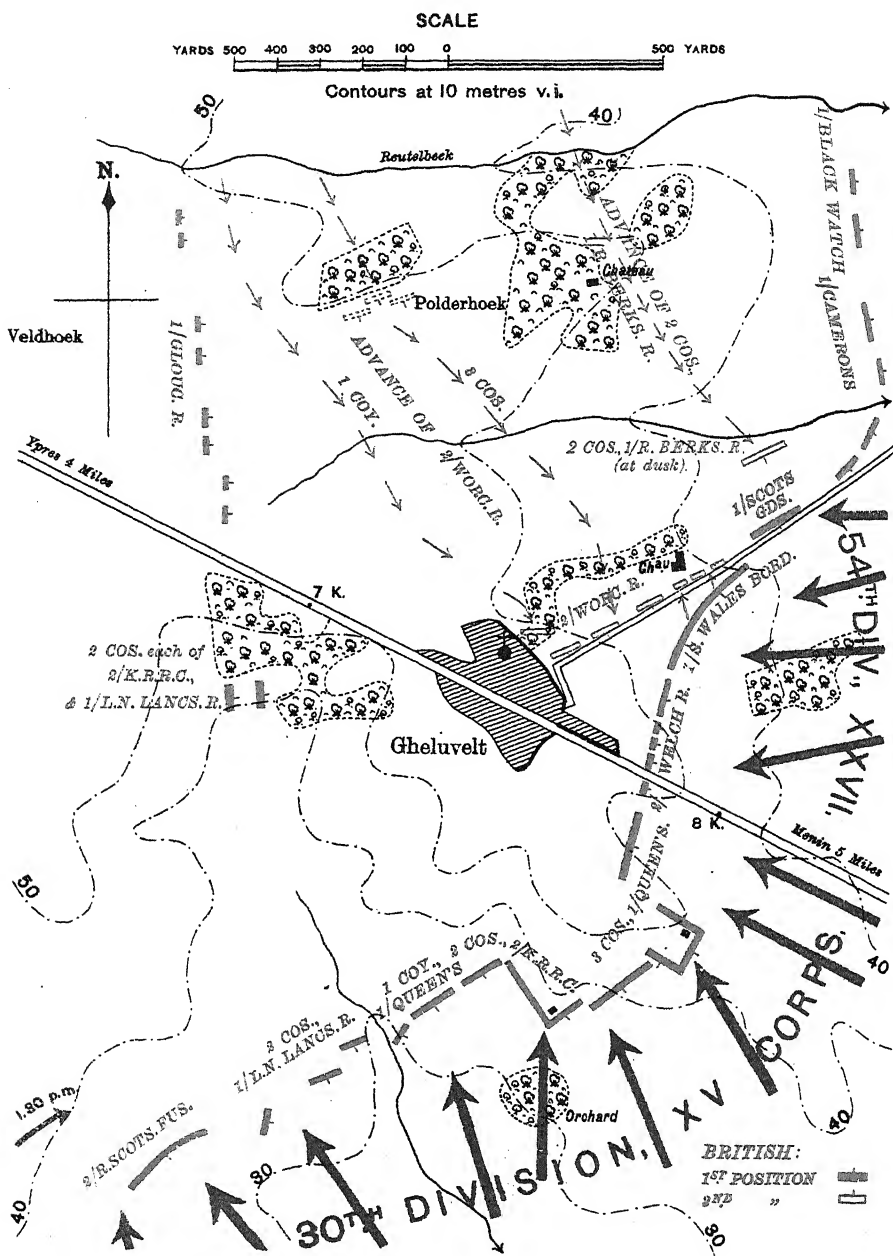 SCALE
YARDS 500 400 300 200 100 0 500 YARDS
Contours at 10 metres v.i.
50
40
Reutelbeek
N.
1/BLACK WATCH
1/CAMERONS
ADVANCE OF 2 COS.,
1/R. BERKS. R.
Chateau
Polderhoek
Veldhoek
1/GLOUC. R.
ADVANCE OF
2/WORC. R.
1 COY.
3 COS.
Ypres 4 Miles
2 COS., 1/R. BERKS. R.
(at dusk).
1/SCOTS
GDS.
54TH DIV., XXVII.
Chau
2/WORC. R.
1/S. WALES BORD.
7 K.
2 COS. each of
2/K.R.R.C.,
& 1/L.N. LANCS. R.
Gheluvelt
2/WELCH R.
8 K.
Menin 5 Miles
50
3 COS., 1/QUEEN'S.
40
1 COY.,
1/QUEEN'S
2 COS.,
2/K.R.R.C.
2 COS.,
1/L.N. LANCS. R.
1.30 p.m.
2/R. SCOTS. FUS.
Orchard
40
40
30
30
30TH DIVISION, XV CORPS.
BRITISH:
1ST POSITION
2ND "